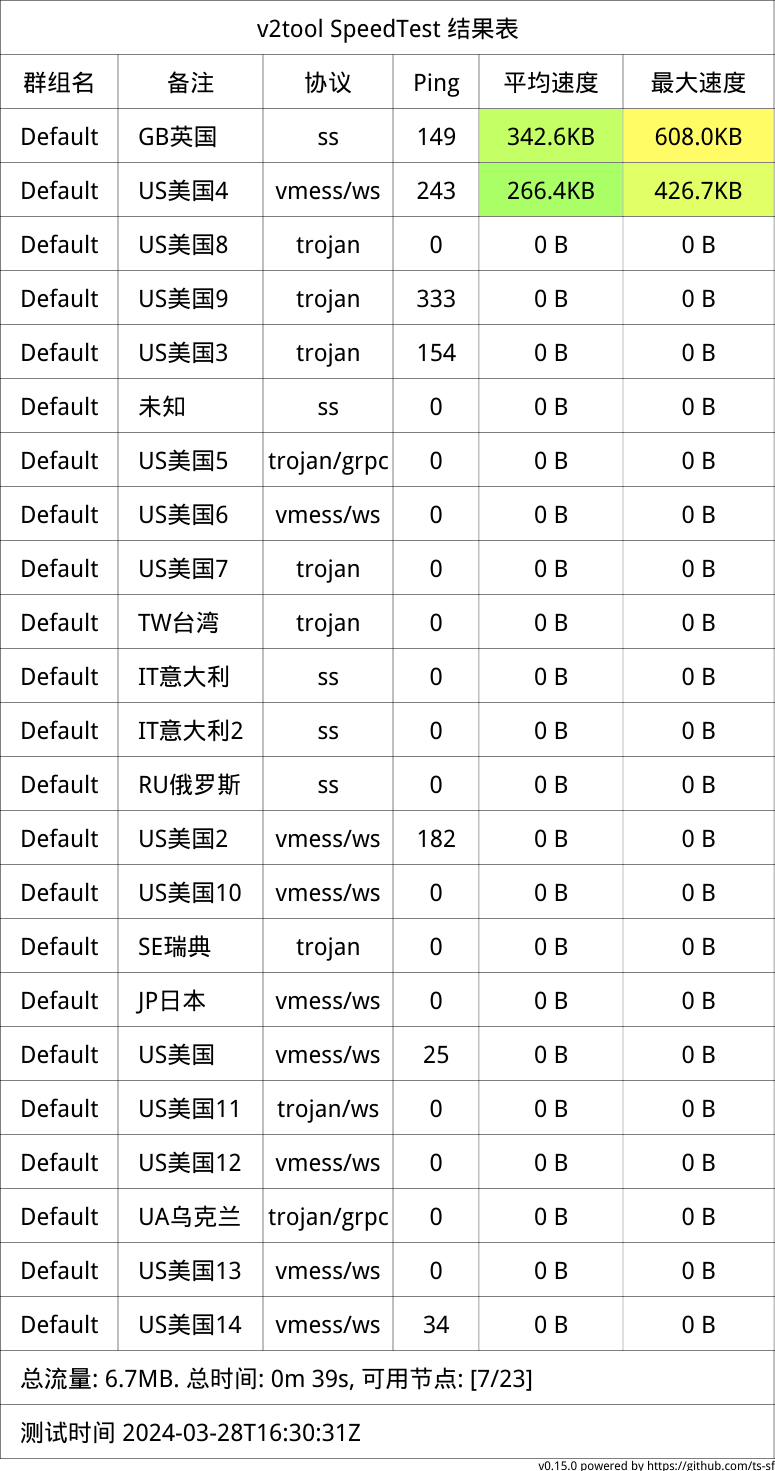 v2tool SpeedTest 结果表
群组名 备注 协议 Ping 平均速度 最大速度
Default GB英国 ss 149 342.6KB 608.0KB
Default US美国4 vmess/ws 243 266.4KB 426.7KB
Default US美国8 trojan 0 0 B 0 B
Default US美国9 trojan 333 0 B 0 B
Default US美国3 trojan 154 0 B 0 B
Default 未知 ss 0 0 B 0 B
Default US美国5 trojan/grpc 0 0 B 0 B
Default US美国6 vmess/ws 0 0 B 0 B
Default US美国7 trojan 0 0 B 0 B
Default TW台湾 trojan 0 0 B 0 B
Default IT意大利 ss 0 0 B 0 B
Default IT意大利2 ss 0 0 B 0 B
Default RU俄罗斯 ss 0 0 B 0 B
Default US美国2 vmess/ws 182 0 B 0 B
Default US美国10 vmess/ws 0 0 B 0 B
Default SE瑞典 trojan 0 0 B 0 B
Default JP日本 vmess/ws 0 0 B 0 B
Default US美国 vmess/ws 25 0 B 0 B
Default US美国11 trojan/ws 0 0 B 0 B
Default US美国12 vmess/ws 0 0 B 0 B
Default UA乌克兰 trojan/grpc 0 0 B 0 B
Default US美国13 vmess/ws 0 0 B 0 B
Default US美国14 vmess/ws 34 0 B 0 B
总流量: 6.7MB. 总时间: 0m 39s, 可用节点: [7/23]
测试时间 2024-03-28T16:30:31Z
v0.15.0 powered by https://github.com/ts-sf